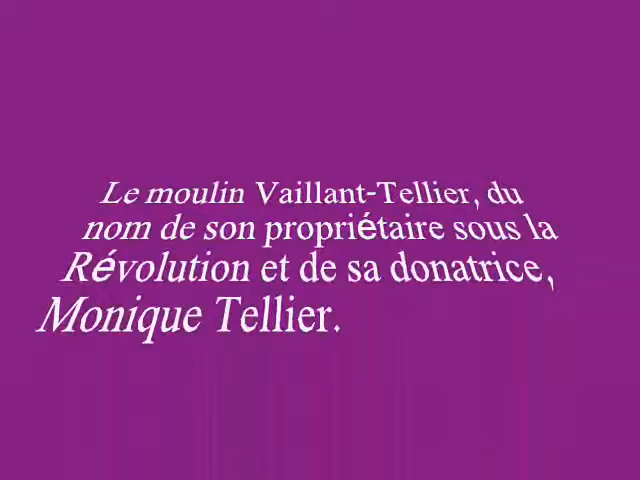 Le moulin Vaillant-Tellier, du
nom de son propriétaire sous la
Révolution et de sa donatrice,
Monique Tellier.